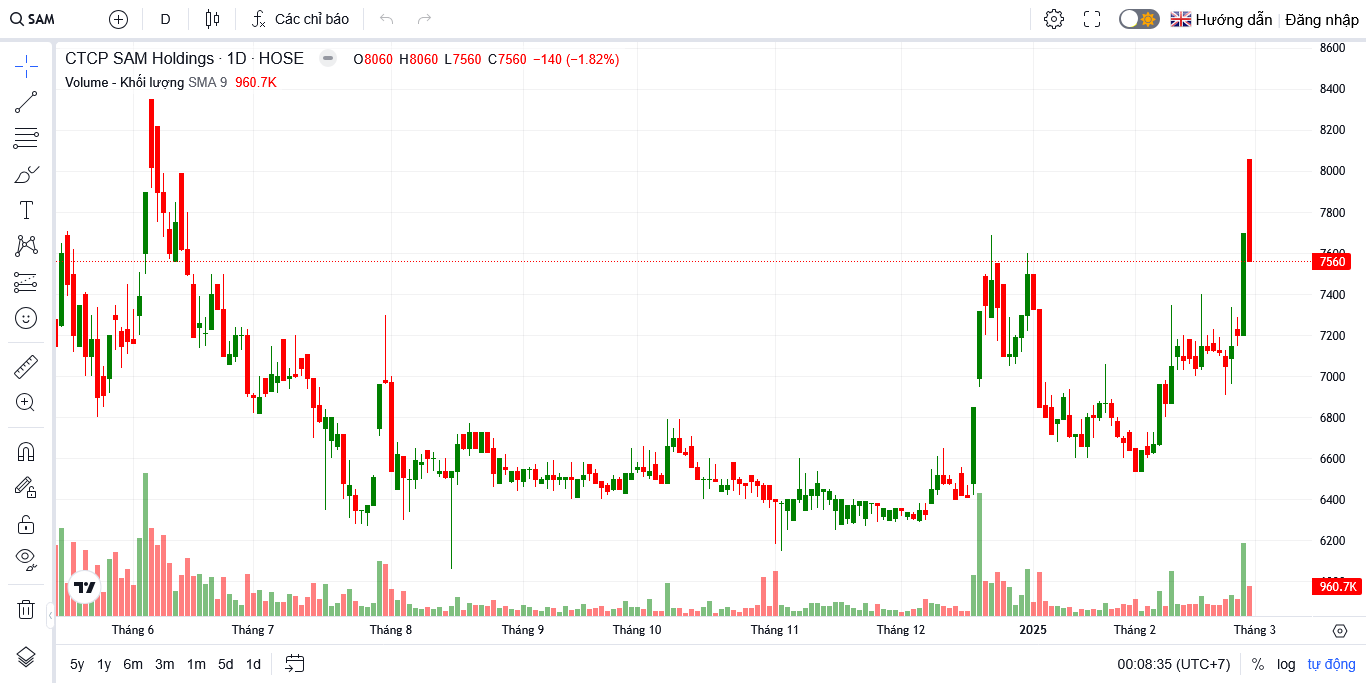 SAM D Các chỉ báo Hướng dẫn Đăng nhập
CTCP SAM Holdings · 1D · HOSE O8060 H8060 L7560 C7560 −140 (−1.82%)
Volume - Khối lượng SMA 9 960.7K
8600
8400
8200
8000
7800
7600
7560
7400
7200
7000
6800
6600
6400
6200
960.7K
Tháng 6 Tháng 7 Tháng 8 Tháng 9 Tháng 10 Tháng 11 Tháng 12 2025 Tháng 2 Tháng 3
5y 1y 6m 3m 1m 5d 1d 00:08:35 (UTC+7) % log tự động